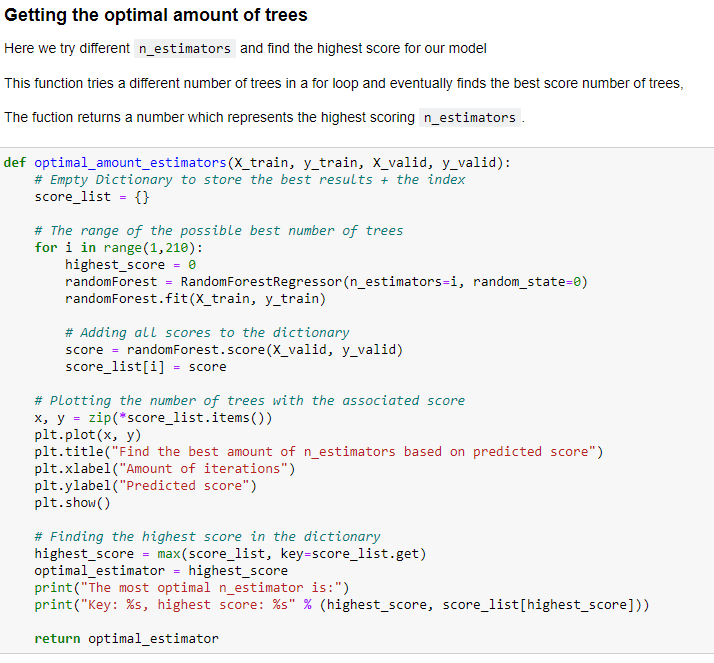 Getting the optimal amount of trees
Here we try different n_estimators and find the highest score for our model
This function tries a different number of trees in a for loop and eventually finds the best score number of trees,
The fuction returns a number which represents the highest scoring n_estimators .
def optimal_amount_estimators(X_train, y_train, X_valid, y_valid):
    # Empty Dictionary to store the best results + the index
    score_list = {}
    # The range of the possible best number of trees
    for i in range(1,210):
        highest_score = 0
        randomForest = RandomForestRegressor(n_estimators=i, random_state=0)
        randomForest.fit(X_train, y_train)
        # Adding all scores to the dictionary
        score = randomForest.score(X_valid, y_valid)
        score_list[i] = score
    # Plotting the number of trees with the associated score
    x, y = zip(*score_list.items())
    plt.plot(x, y)
    plt.title("Find the best amount of n_estimators based on predicted score")
    plt.xlabel("Amount of iterations")
    plt.ylabel("Predicted score")
    plt.show()
    # Finding the highest score in the dictionary
    highest_score = max(score_list, key=score_list.get)
    optimal_estimator = highest_score
    print("The most optimal n_estimator is:")
    print("Key: %s, highest score: %s" % (highest_score, score_list[highest_score]))
    return optimal_estimator